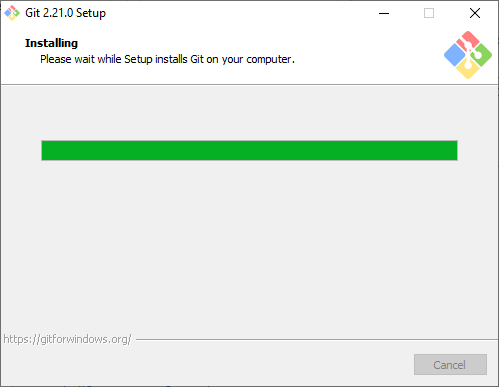 Git 2.21.0 Setup
Installing
Please wait while Setup installs Git on your computer.
https://gitforwindows.org/
Cancel